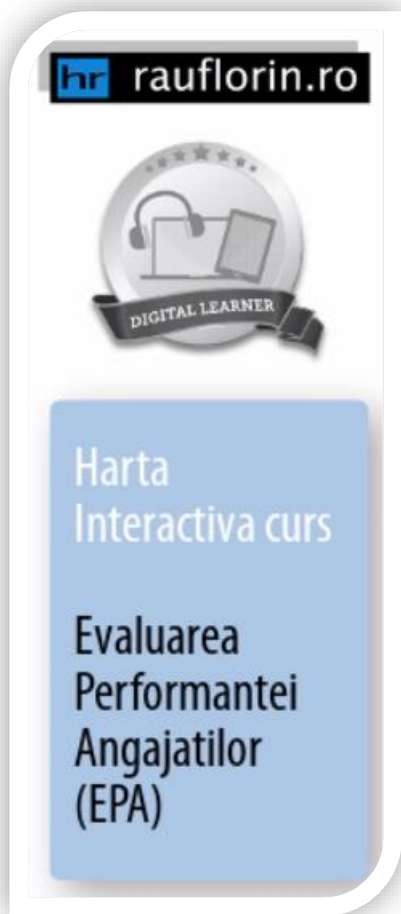 hr rauflorin.ro
DIGITAL LEARNER
Harta
Interactiva curs
Evaluarea
Performantei
Angajatilor
(EPA)